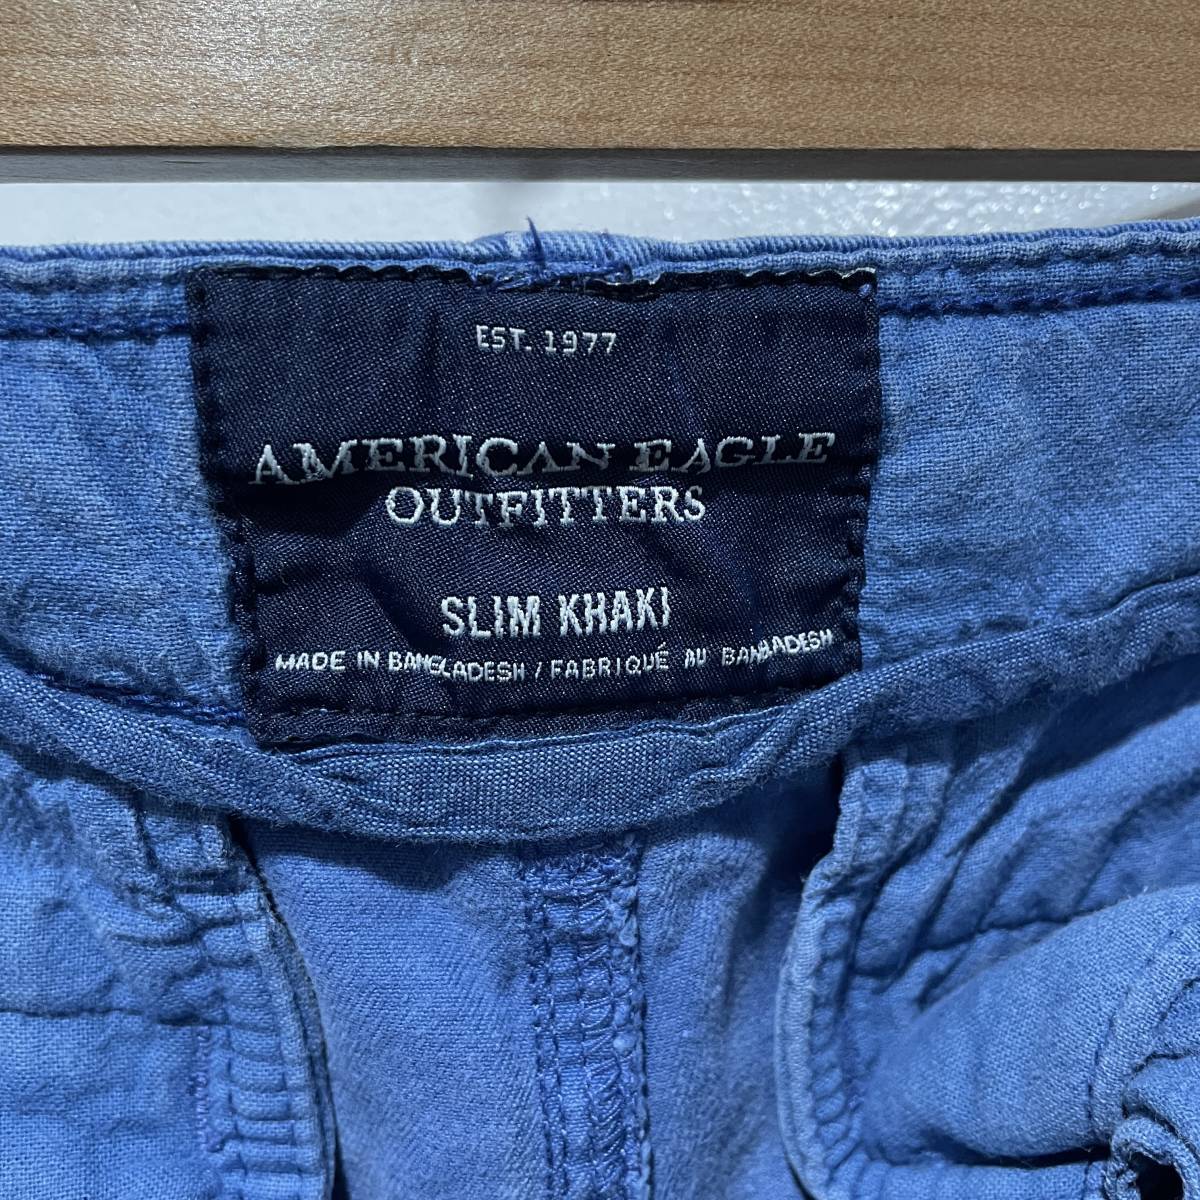 EST. 1977
AMERICAN EAGLE
OUTFITTERS
SLIM KHAKI
MADE IN BANGLADESH / FABRIQUÉ AU BANGLADESH